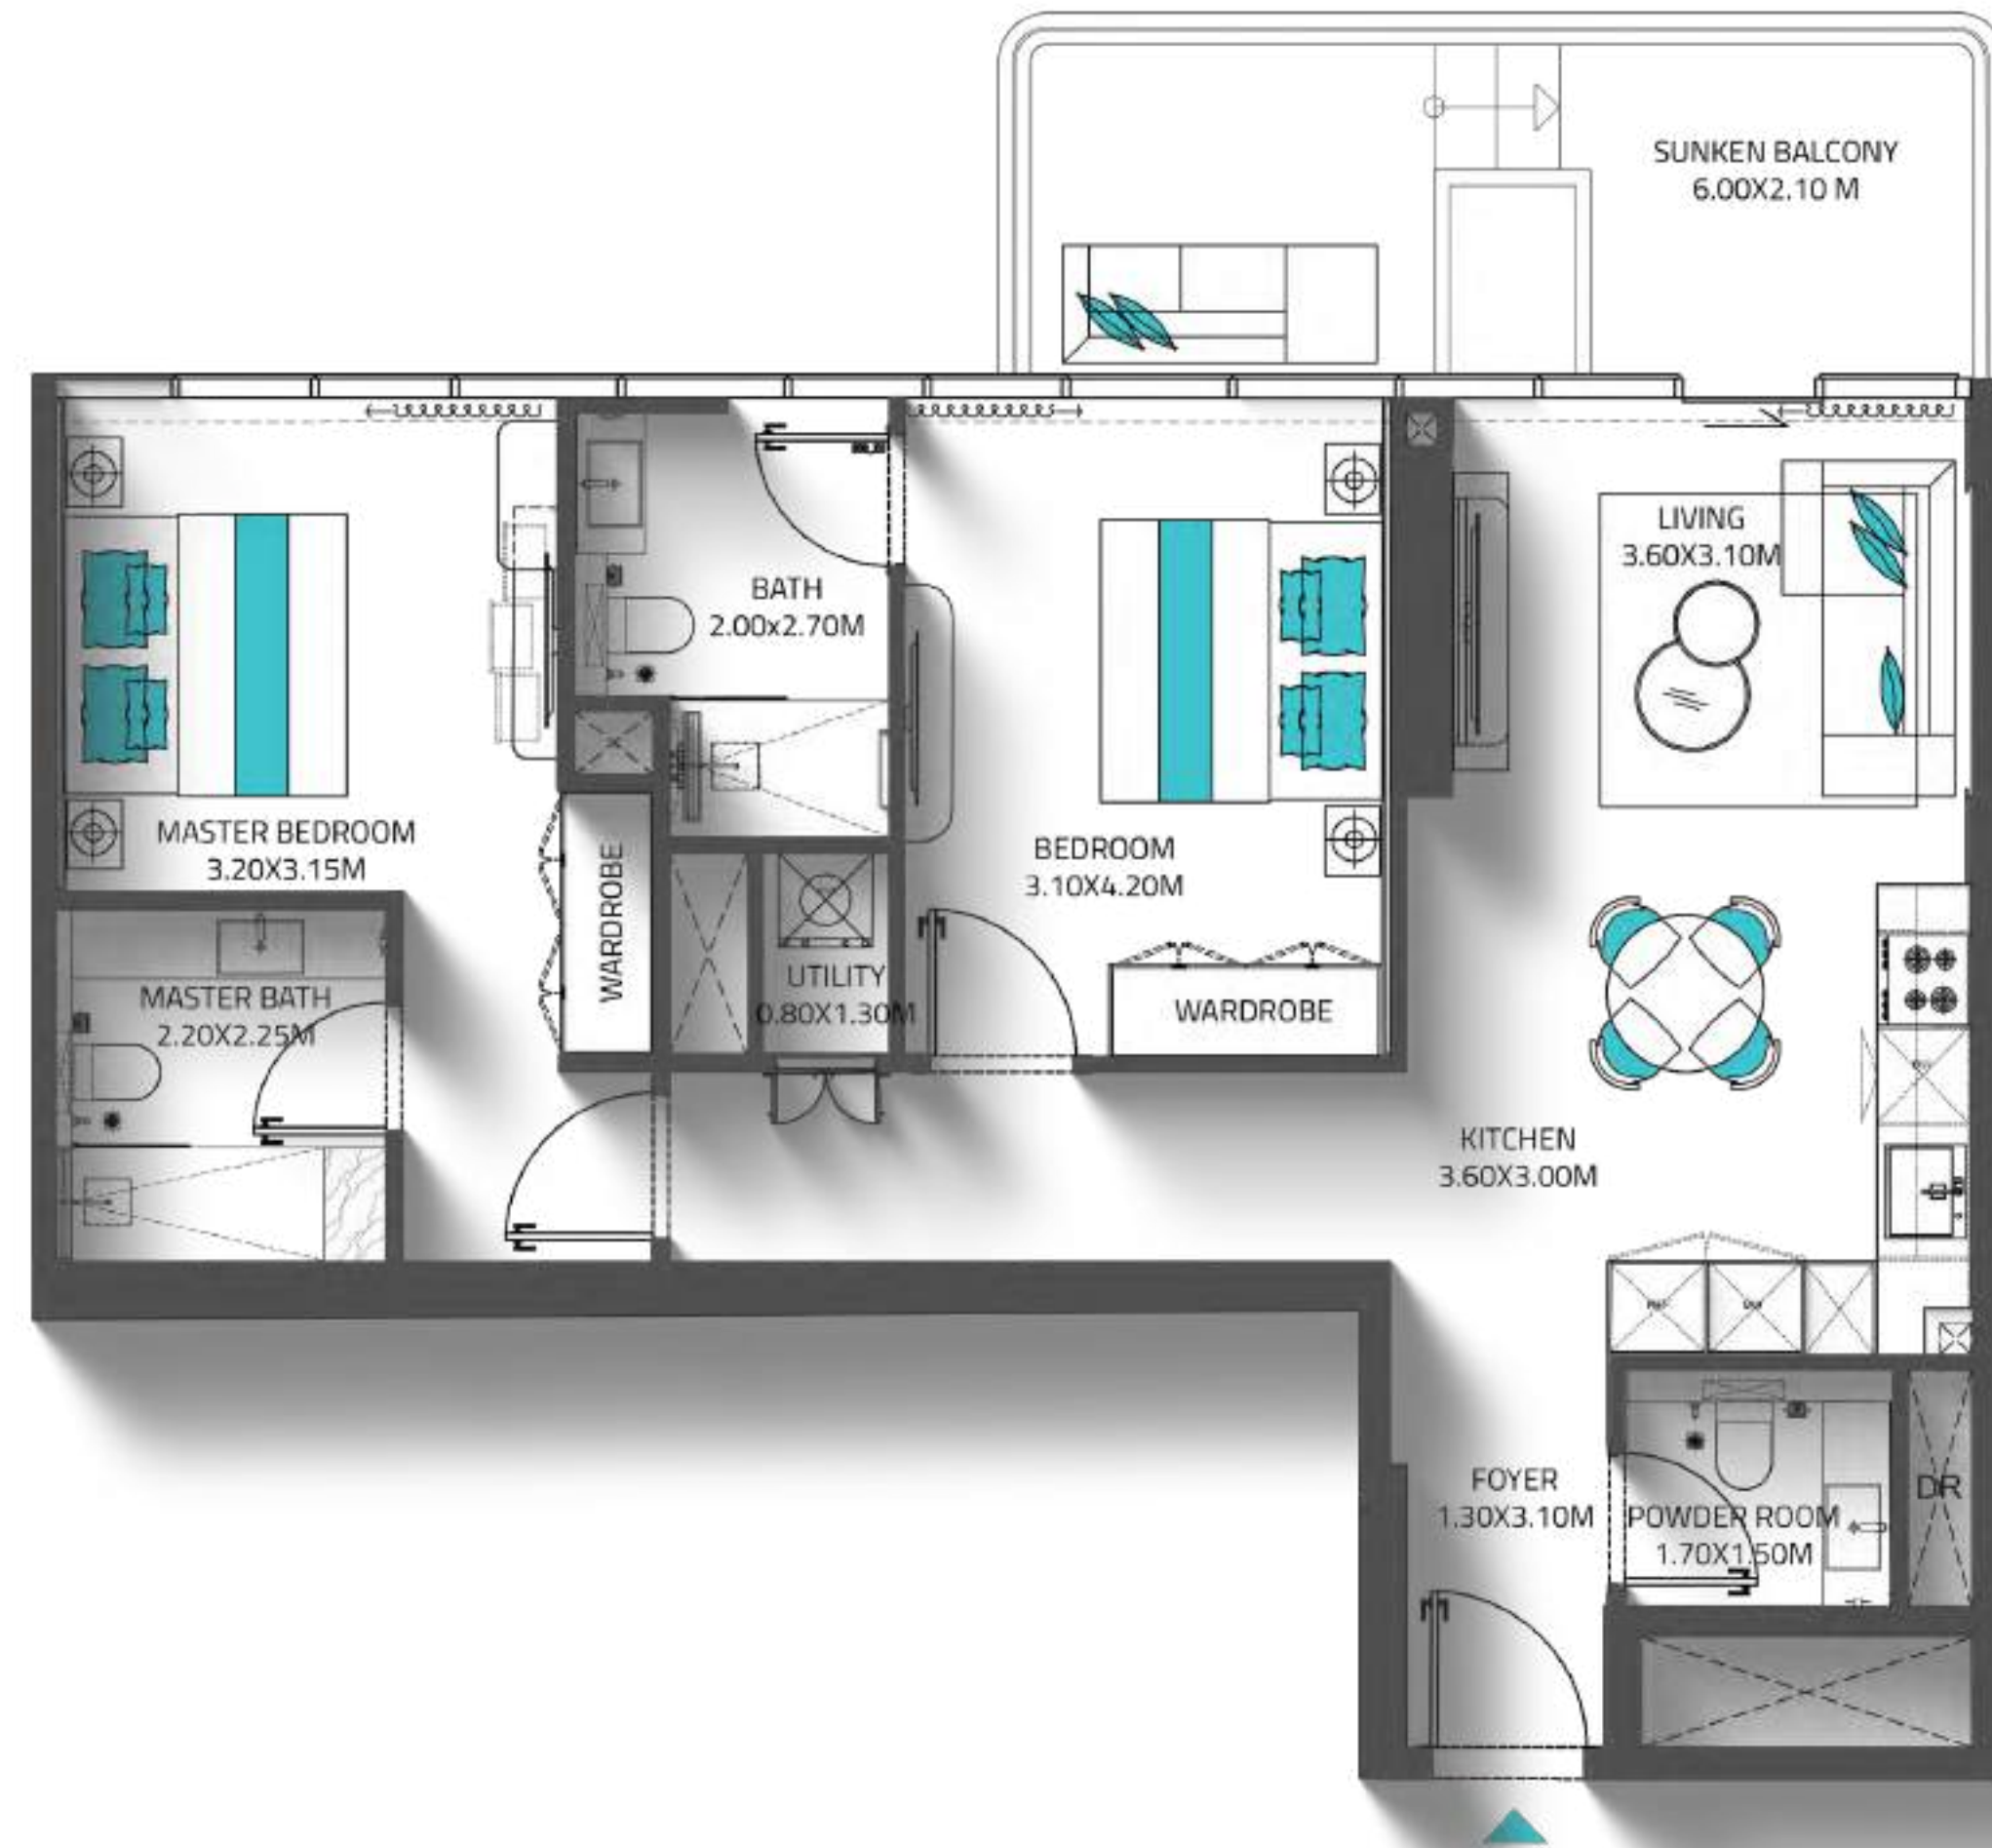 SUNKEN BALCONY
6.00X2.10 M
LIVING
3.60X3.10M
BATH
2.00x2.70M
MASTER BEDROOM
3.20X3.15M
WARDROBE
BEDROOM
3.10X4.20M
UTILITY
0.80X1.30M
WARDROBE
MASTER BATH
2.20X2.25M
KITCHEN
3.60X3.00M
FOYER
1.30X3.10M
POWDER ROOM
1.70X1.50M
DR